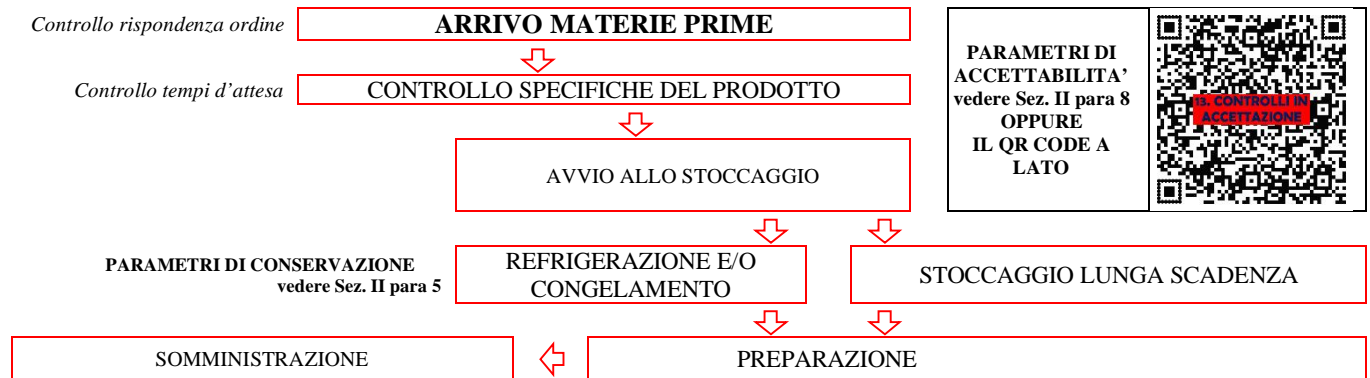 Controllo rispondenza ordine
ARRIVO MATERIE PRIME
Controllo tempi d'attesa
CONTROLLO SPECIFICHE DEL PRODOTTO
PARAMETRI DI
ACCETTABILITA’
vedere Sez. II para 8
OPPURE
IL QR CODE A
LATO
13. CONTROLLI IN
ACCETTAZIONE
AVVIO ALLO STOCCAGGIO
PARAMETRI DI CONSERVAZIONE
vedere Sez. II para 5
REFRIGERAZIONE E/O
CONGELAMENTO
STOCCAGGIO LUNGA SCADENZA
SOMMINISTRAZIONE
PREPARAZIONE